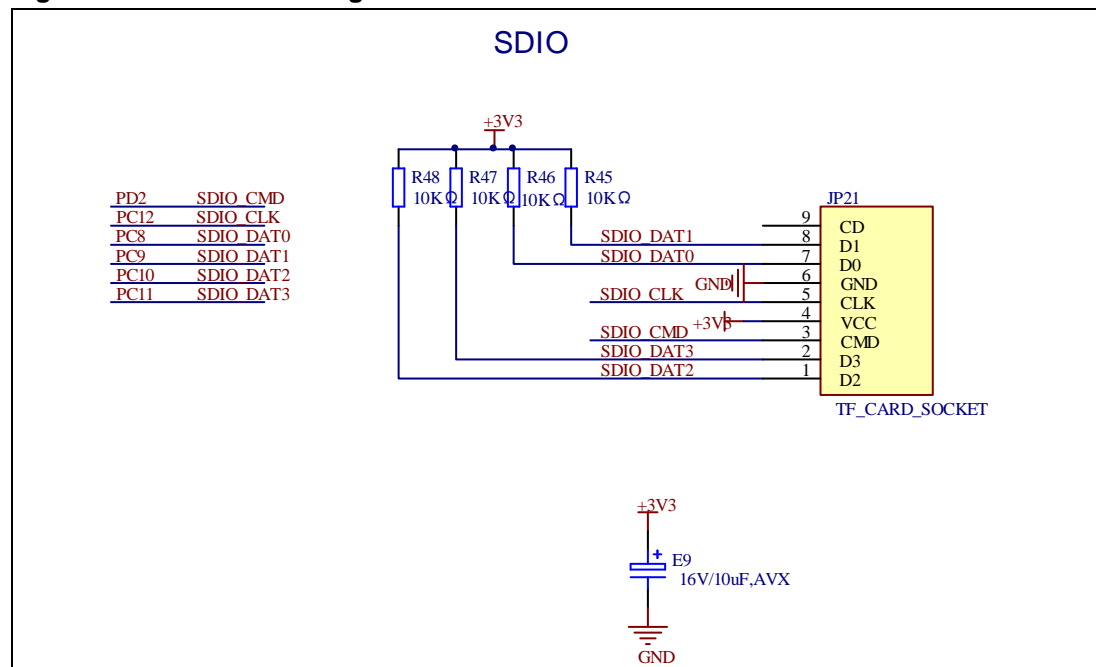 SDIO
+3V3
R48 R47 R46 R45
10KΩ 10KΩ 10KΩ 10KΩ
PD2 SDIO_CMD
PC12 SDIO_CLK
PC8 SDIO_DAT0
PC9 SDIO_DAT1
PC10 SDIO_DAT2
PC11 SDIO_DAT3
JP21
9 CD
SDIO_DAT1 8 D1
SDIO_DAT0 7 D0
GND 6 GND
SDIO_CLK 5 CLK
+3V3 4 VCC
SDIO_CMD 3 CMD
SDIO_DAT3 2 D3
SDIO_DAT2 1 D2
TF_CARD_SOCKET
+3V3
+
E9
16V/10uF,AVX
GND